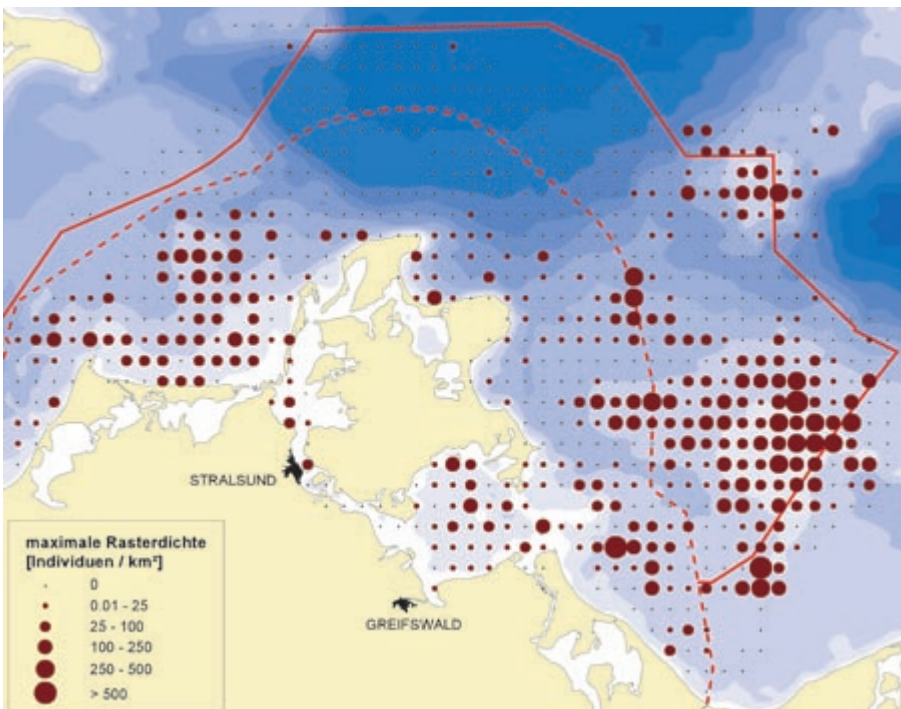 STRALSUND
GREIFSWALD
maximale Rasterdichte
[Individuen / km²]
0
0.01 - 25
25 - 100
100 - 250
250 - 500
> 500